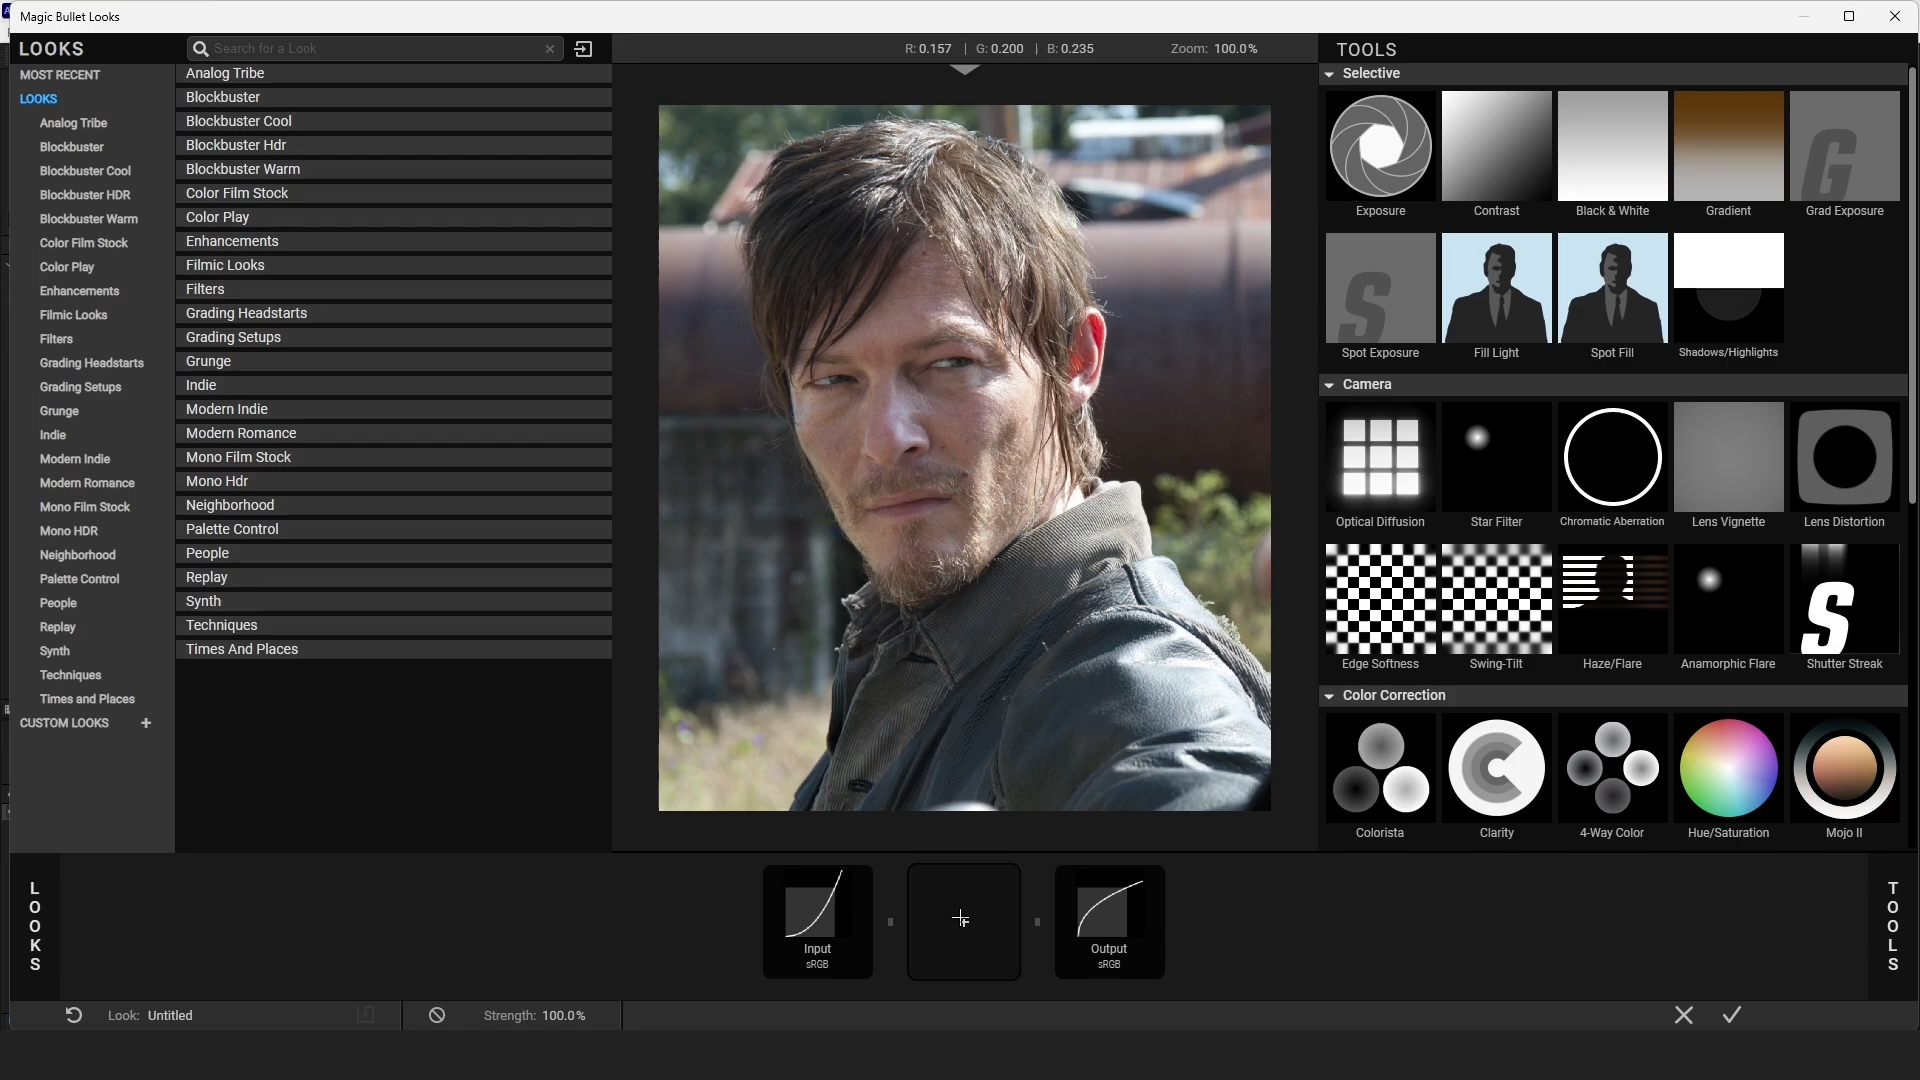 Magic Bullet Looks
LOOKS
Search for a Look
R: 0.157 | G: 0.200 | B: 0.235
Zoom: 100.0%
TOOLS
MOST RECENT
LOOKS
Analog Tribe
Blockbuster
Blockbuster Cool
Blockbuster HDR
Blockbuster Warm
Color Film Stock
Color Play
Enhancements
Filmic Looks
Filters
Grading Headstarts
Grading Setups
Grunge
Indie
Modern Indie
Modern Romance
Mono Film Stock
Mono HDR
Neighborhood
Palette Control
People
Replay
Synth
Techniques
Times and Places
CUSTOM LOOKS +
Analog Tribe
Blockbuster
Blockbuster Cool
Blockbuster Hdr
Blockbuster Warm
Color Film Stock
Color Play
Enhancements
Filmic Looks
Filters
Grading Headstarts
Grading Setups
Grunge
Indie
Modern Indie
Modern Romance
Mono Film Stock
Mono Hdr
Neighborhood
Palette Control
People
Replay
Synth
Techniques
Times And Places
Selective
G
Exposure Contrast Black & White Gradient Grad Exposure
S
Spot Exposure Fill Light Spot Fill Shadows/Highlights
Camera
Optical Diffusion Star Filter Chromatic Aberration Lens Vignette Lens Distortion
S
Edge Softness Swing-Tilt Haze/Flare Anamorphic Flare Shutter Streak
Color Correction
Colorista Clarity 4-Way Color Hue/Saturation Mojo II
LOOKS
Input
sRGB
Output
sRGB
TOOLS
Look: Untitled
Strength: 100.0%